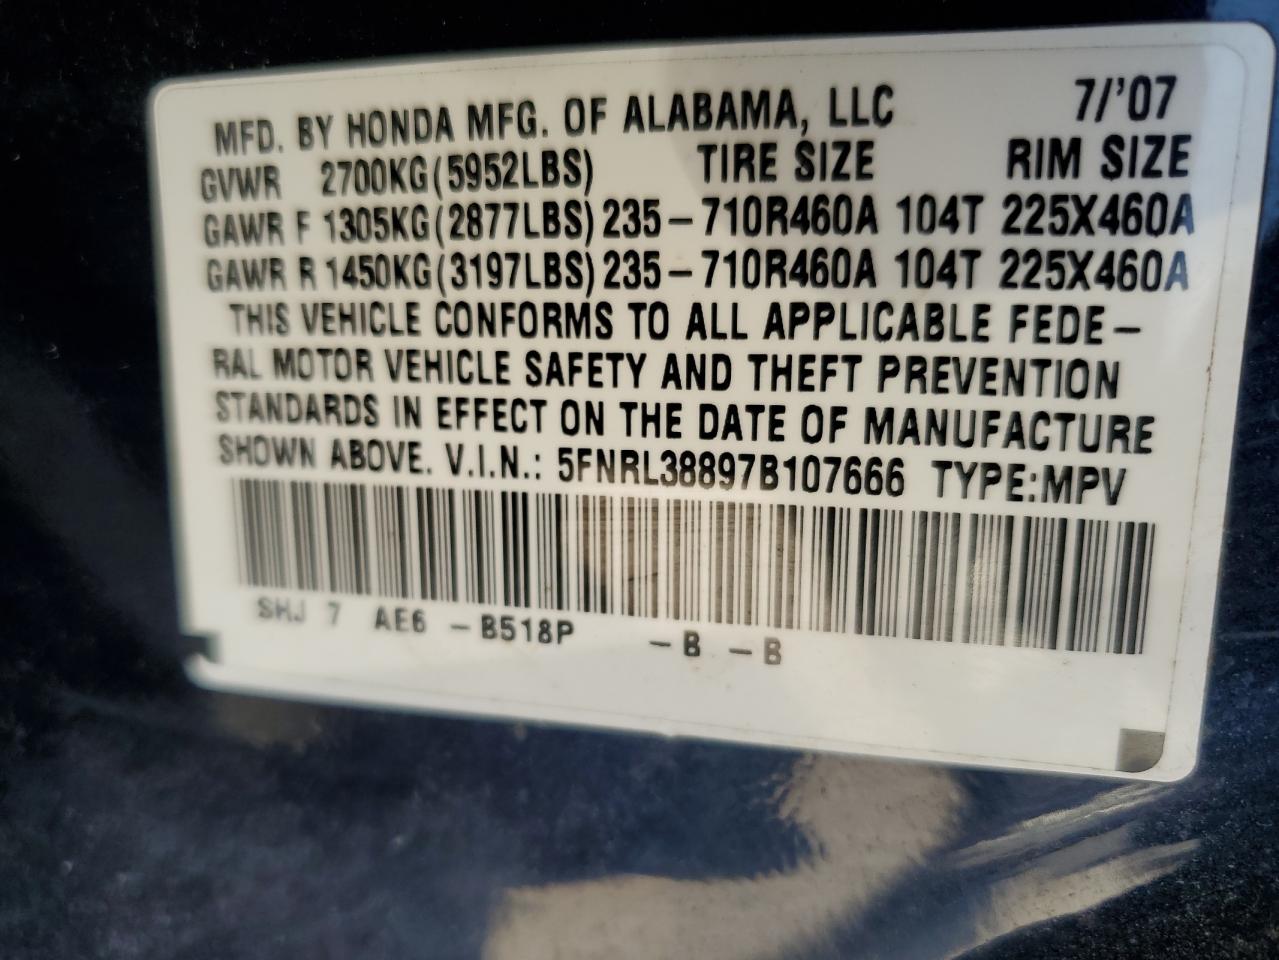 MFD. BY HONDA MFG. OF ALABAMA, LLC 7/'07
GVWR 2700KG(5952LBS) TIRE SIZE RIM SIZE
GAWR F 1305KG(2877LBS) 235-710R460A 104T 225X460A
GAWR R 1450KG(3197LBS) 235-710R460A 104T 225X460A
THIS VEHICLE CONFORMS TO ALL APPLICABLE FEDE-
RAL MOTOR VEHICLE SAFETY AND THEFT PREVENTION
STANDARDS IN EFFECT ON THE DATE OF MANUFACTURE
SHOWN ABOVE. V.I.N.: 5FNRL38897B107666 TYPE:MPV
SHJ 7 AE6 -B518P -B -B